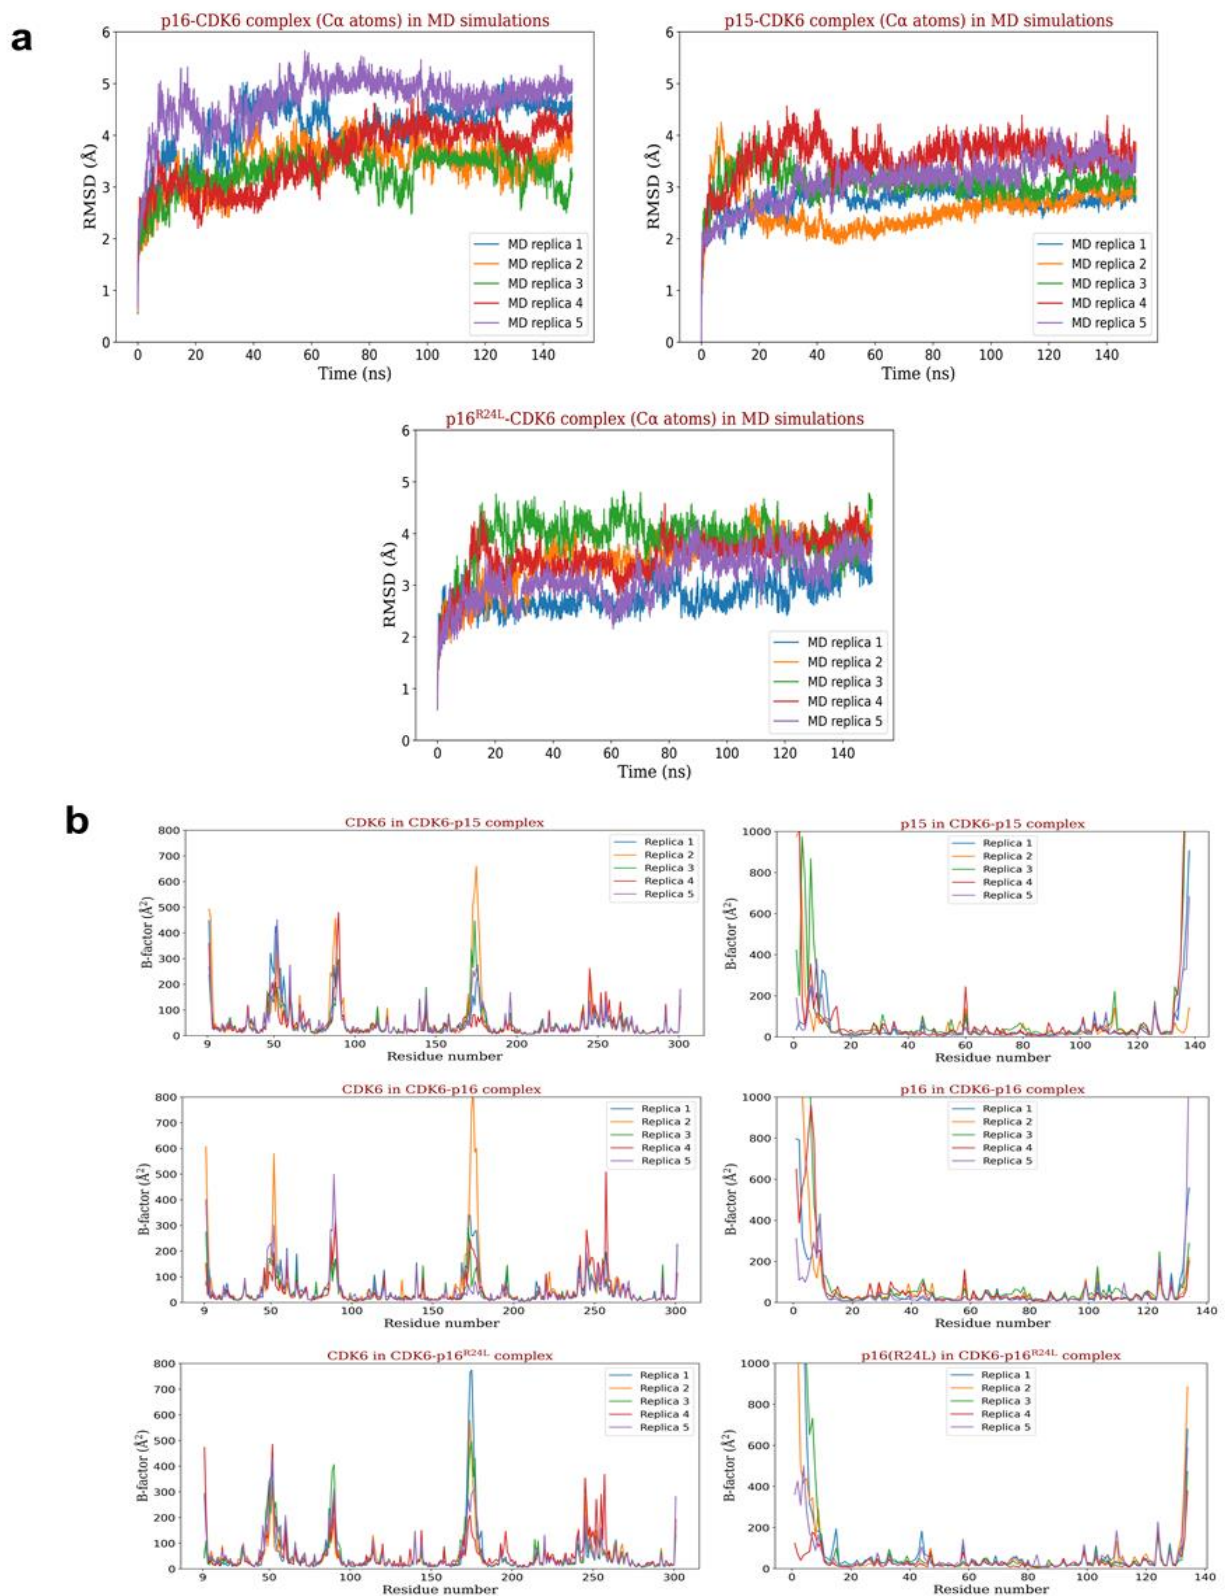 a
p16-CDK6 complex (Cα atoms) in MD simulations
RMSD (Å)
6
5
4
3
2
1
0
MD replica 1
MD replica 2
MD replica 3
MD replica 4
MD replica 5
0 20 40 60 80 100 120 140
Time (ns)
p15-CDK6 complex (Cα atoms) in MD simulations
RMSD (Å)
6
5
4
3
2
1
0
MD replica 1
MD replica 2
MD replica 3
MD replica 4
MD replica 5
0 20 40 60 80 100 120 140
Time (ns)
p16R24L-CDK6 complex (Cα atoms) in MD simulations
RMSD (Å)
6
5
4
3
2
1
0
MD replica 1
MD replica 2
MD replica 3
MD replica 4
MD replica 5
0 20 40 60 80 100 120 140
Time (ns)
b
CDK6 in CDK6-p15 complex
B-factor (Å2)
800
700
600
500
400
300
200
100
0
Replica 1
Replica 2
Replica 3
Replica 4
Replica 5
9 50 100 150 200 250 300
Residue number
p15 in CDK6-p15 complex
B-factor (Å2)
1000
800
600
400
200
0
Replica 1
Replica 2
Replica 3
Replica 4
Replica 5
0 20 40 60 80 100 120 140
Residue number
CDK6 in CDK6-p16 complex
B-factor (Å2)
800
700
600
500
400
300
200
100
0
Replica 1
Replica 2
Replica 3
Replica 4
Replica 5
9 50 100 150 200 250 300
Residue number
p16 in CDK6-p16 complex
B-factor (Å2)
1000
800
600
400
200
0
Replica 1
Replica 2
Replica 3
Replica 4
Replica 5
0 20 40 60 80 100 120 140
Residue number
CDK6 in CDK6-p16R24L complex
B-factor (Å2)
800
700
600
500
400
300
200
100
0
Replica 1
Replica 2
Replica 3
Replica 4
Replica 5
9 50 100 150 200 250 300
Residue number
p16(R24L) in CDK6-p16R24L complex
B-factor (Å2)
1000
800
600
400
200
0
Replica 1
Replica 2
Replica 3
Replica 4
Replica 5
0 20 40 60 80 100 120 140
Residue number